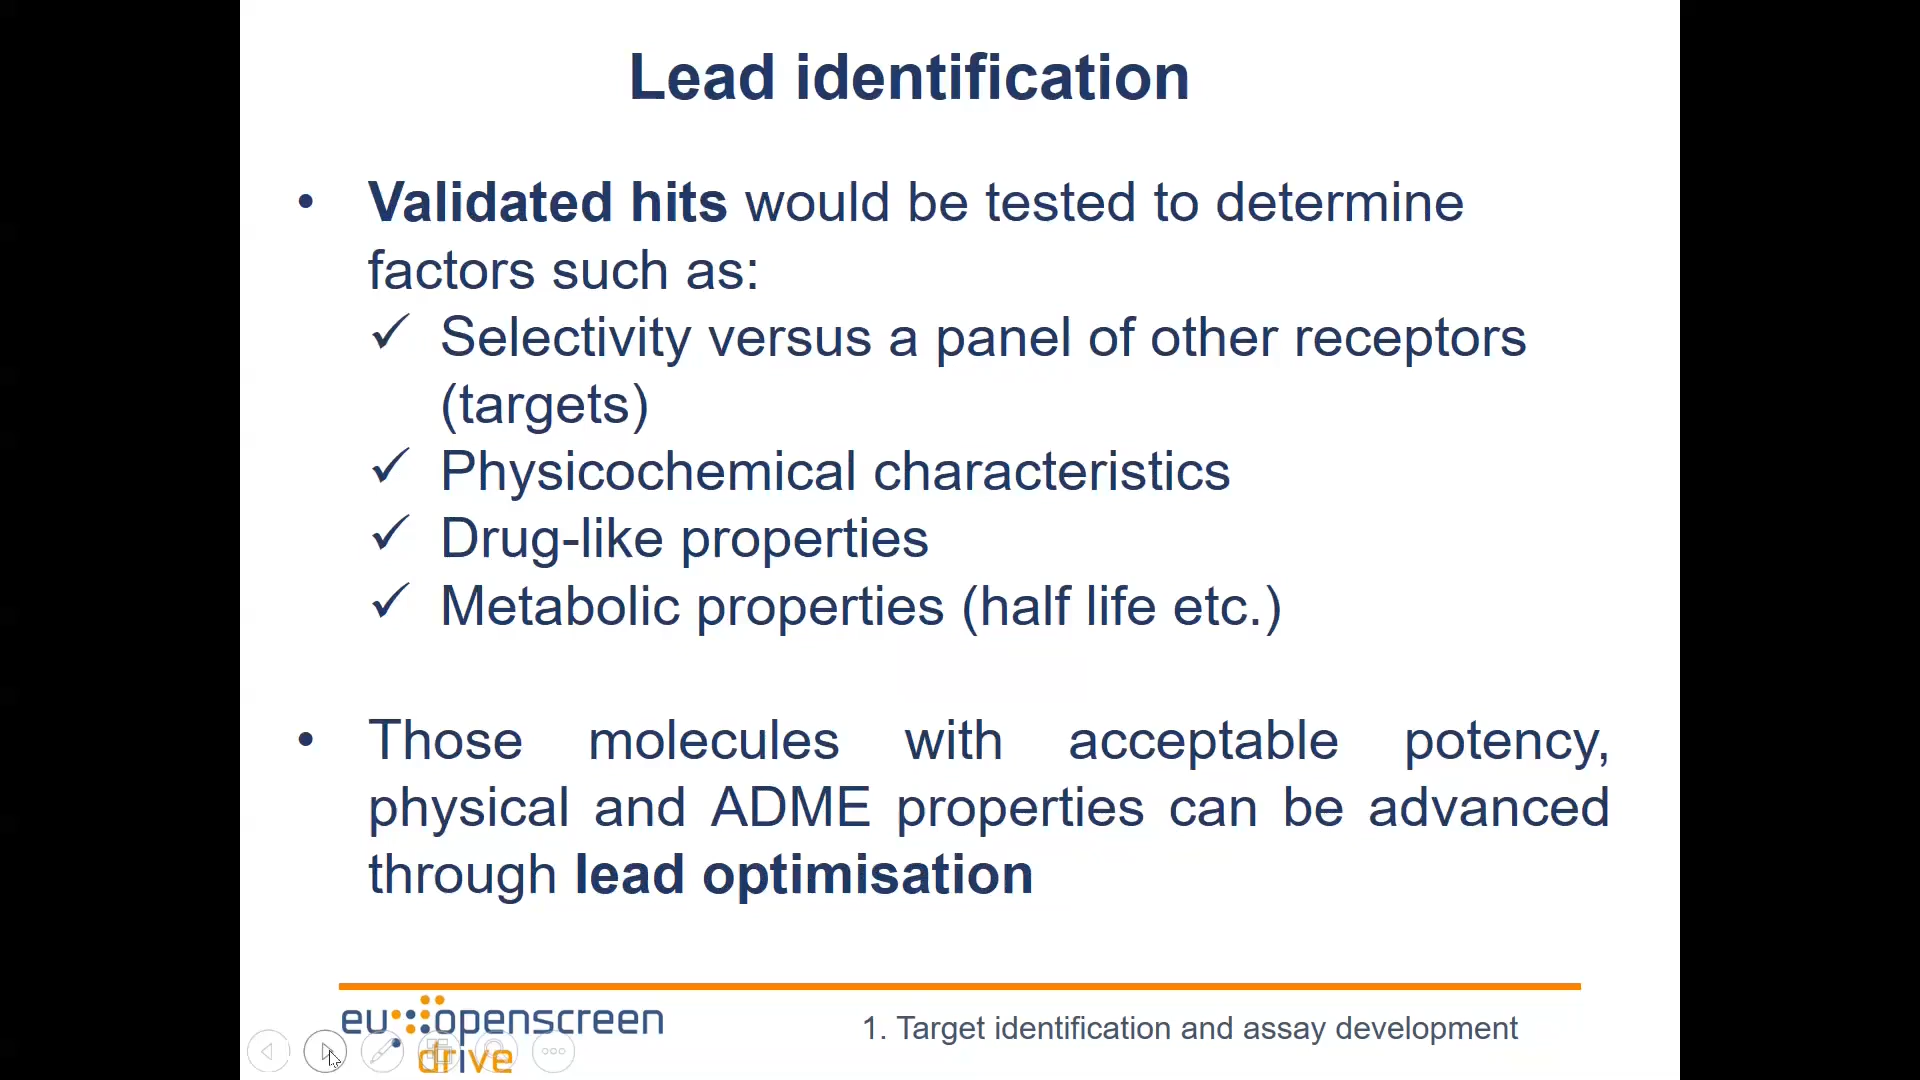 Lead identification
• Validated hits would be tested to determine
factors such as:
✓ Selectivity versus a panel of other receptors
(targets)
✓ Physicochemical characteristics
✓ Drug-like properties
✓ Metabolic properties (half life etc.)
• Those molecules with acceptable potency,
physical and ADME properties can be advanced
through lead optimisation
eu openscreen
drive
1. Target identification and assay development